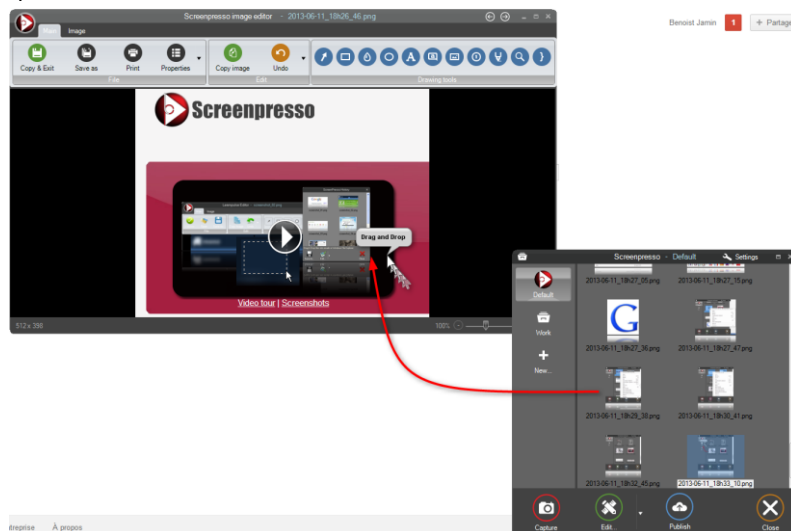 Screenpresso image editor - 2013-06-11_18h26_46.png
Benoist Jamin 1 + Partage
Main Image
Copy & Exit Save as Print Properties Copy image Undo
File Edit Drawing tools
Screenpresso
Drag and Drop
Video tour | Screenshots
512 x 390 100%
Screenpresso - Default Settings
Default
Work
New...
2013-06-11_18h27_05.png 2013-06-11_18h27_15.png
G
2013-06-11_18h27_36.png 2013-06-11_18h27_47.png
2013-06-11_18h29_38.png 2013-06-11_18h30_41.png
2013-06-11_18h32_45.png 2013-06-11_18h33_10.png
Capture Edit... Publish Close
treprise À propos